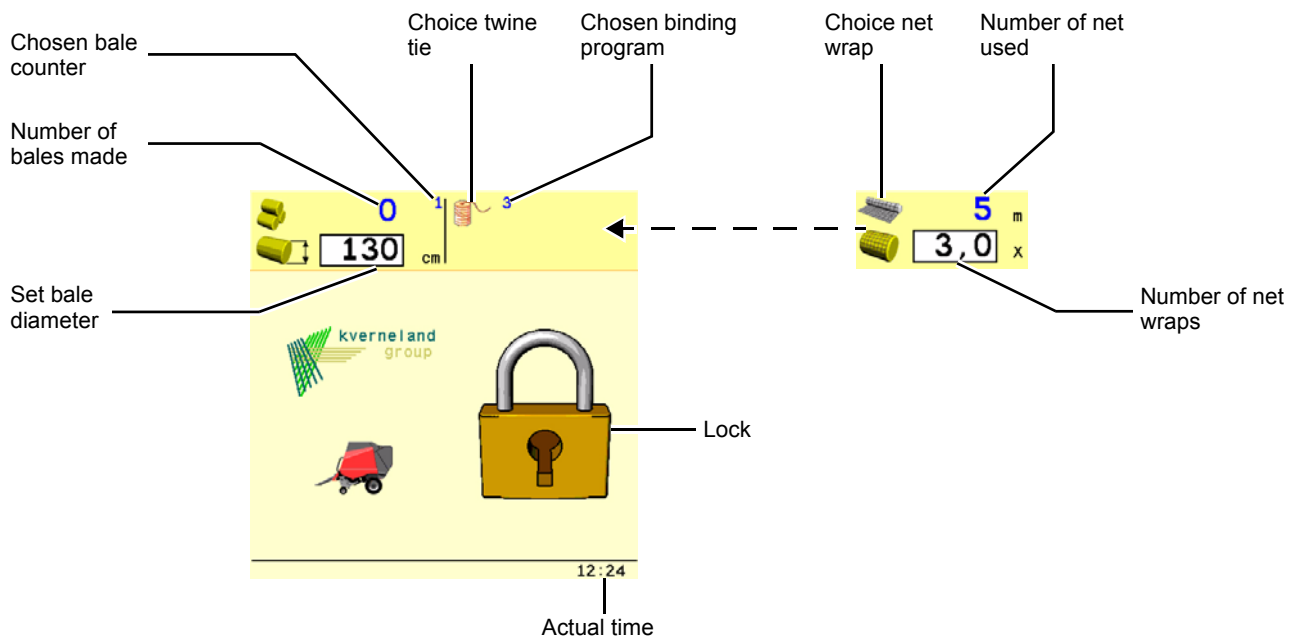 Chosen bale
counter
Choice twine
tie
Chosen binding
program
Choice net
wrap
Number of net
used
Number of
bales made
0
1
3
130 cm
5 m
3,0 x
Set bale
diameter
Number of net
wraps
kverneland
group
Lock
12:24
Actual time